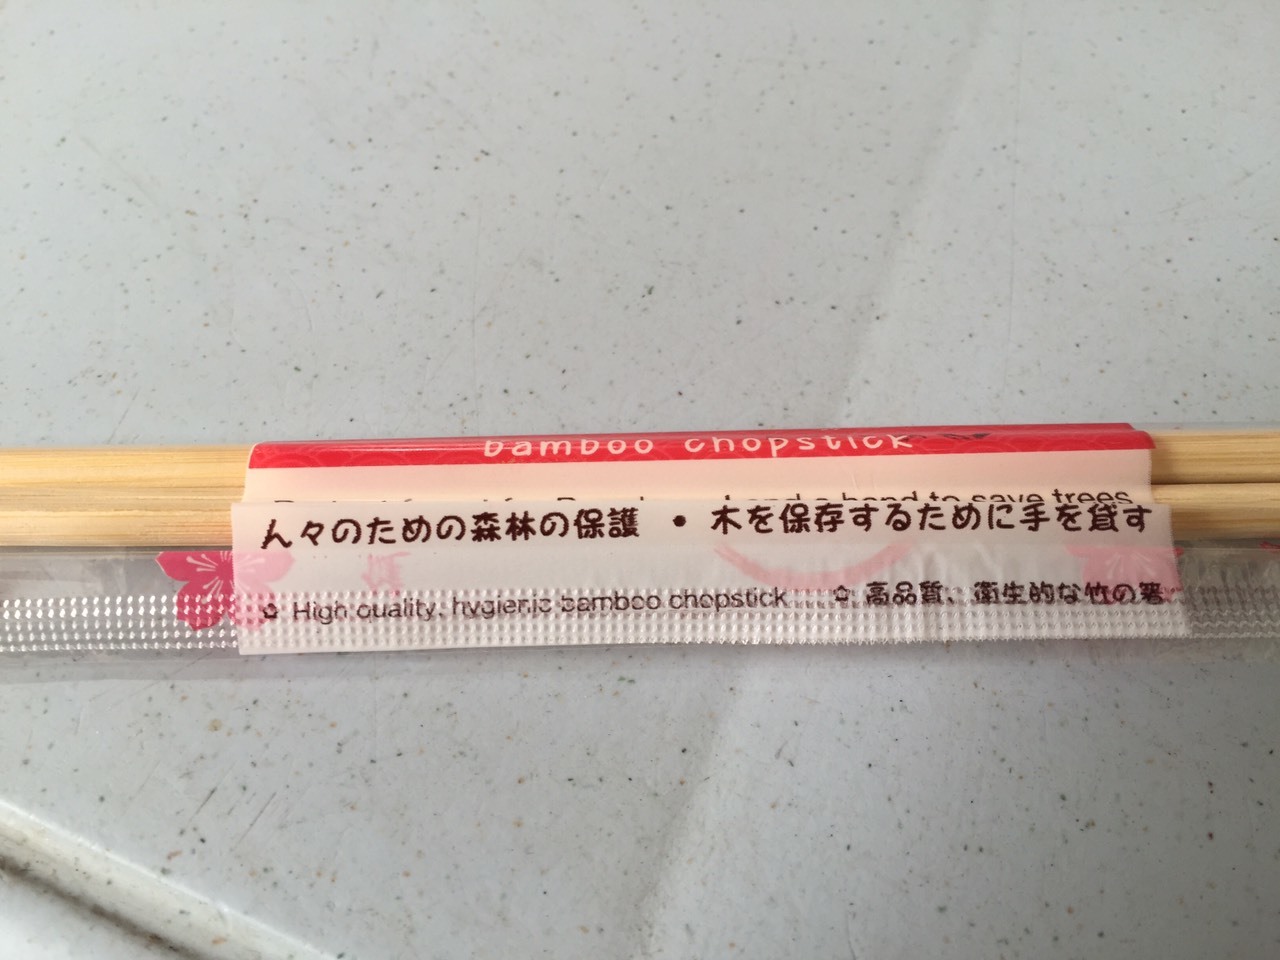 bamboo chopstick
Lend a hand to save trees
人々のための森林の保護 • 木を保存するために手を貸す
✿ High quality, hygienic bamboo chopstick ✿ 高品質、衛生的な竹の箸